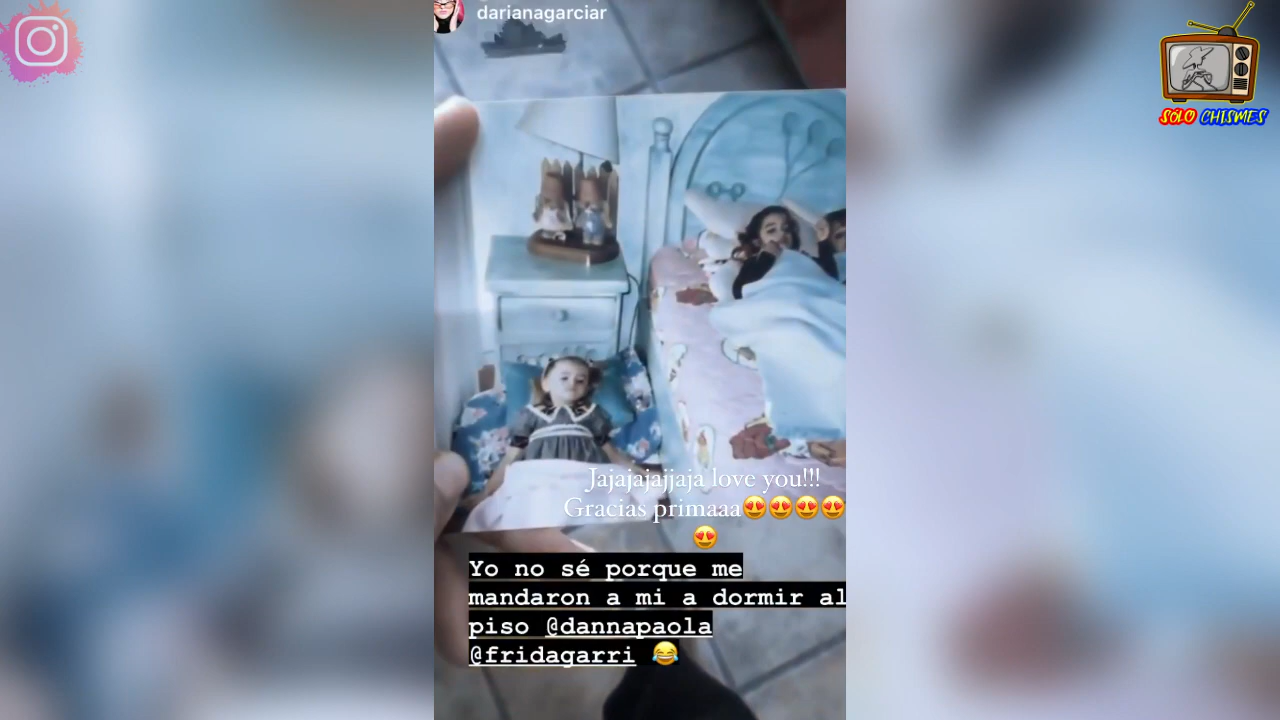 darianagarciar
SÓLO CHISMES
Jajajajajjaja love you!!!
Gracias primaaa😍😍😍😍
😍
Yo no sé porque me
mandaron a mi a dormir al
piso @dannapaola
@fridagarri 😂